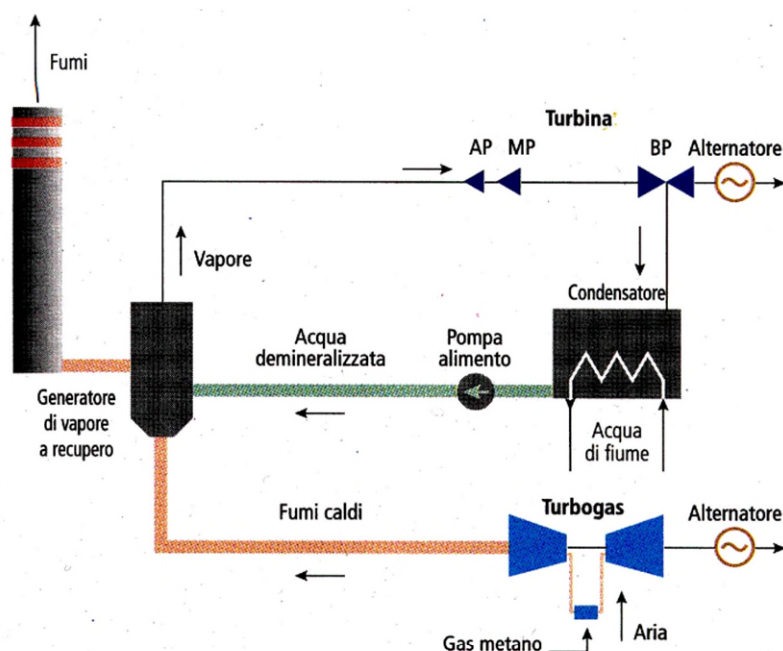 Fumi
Turbina
AP
MP
BP
Alternatore
Vapore
Condensatore
Acqua
demineralizzata
Pompa
alimento
Generatore
di vapore
a recupero
Acqua
di fiume
Fumi caldi
Turbogas
Alternatore
Aria
Gas metano